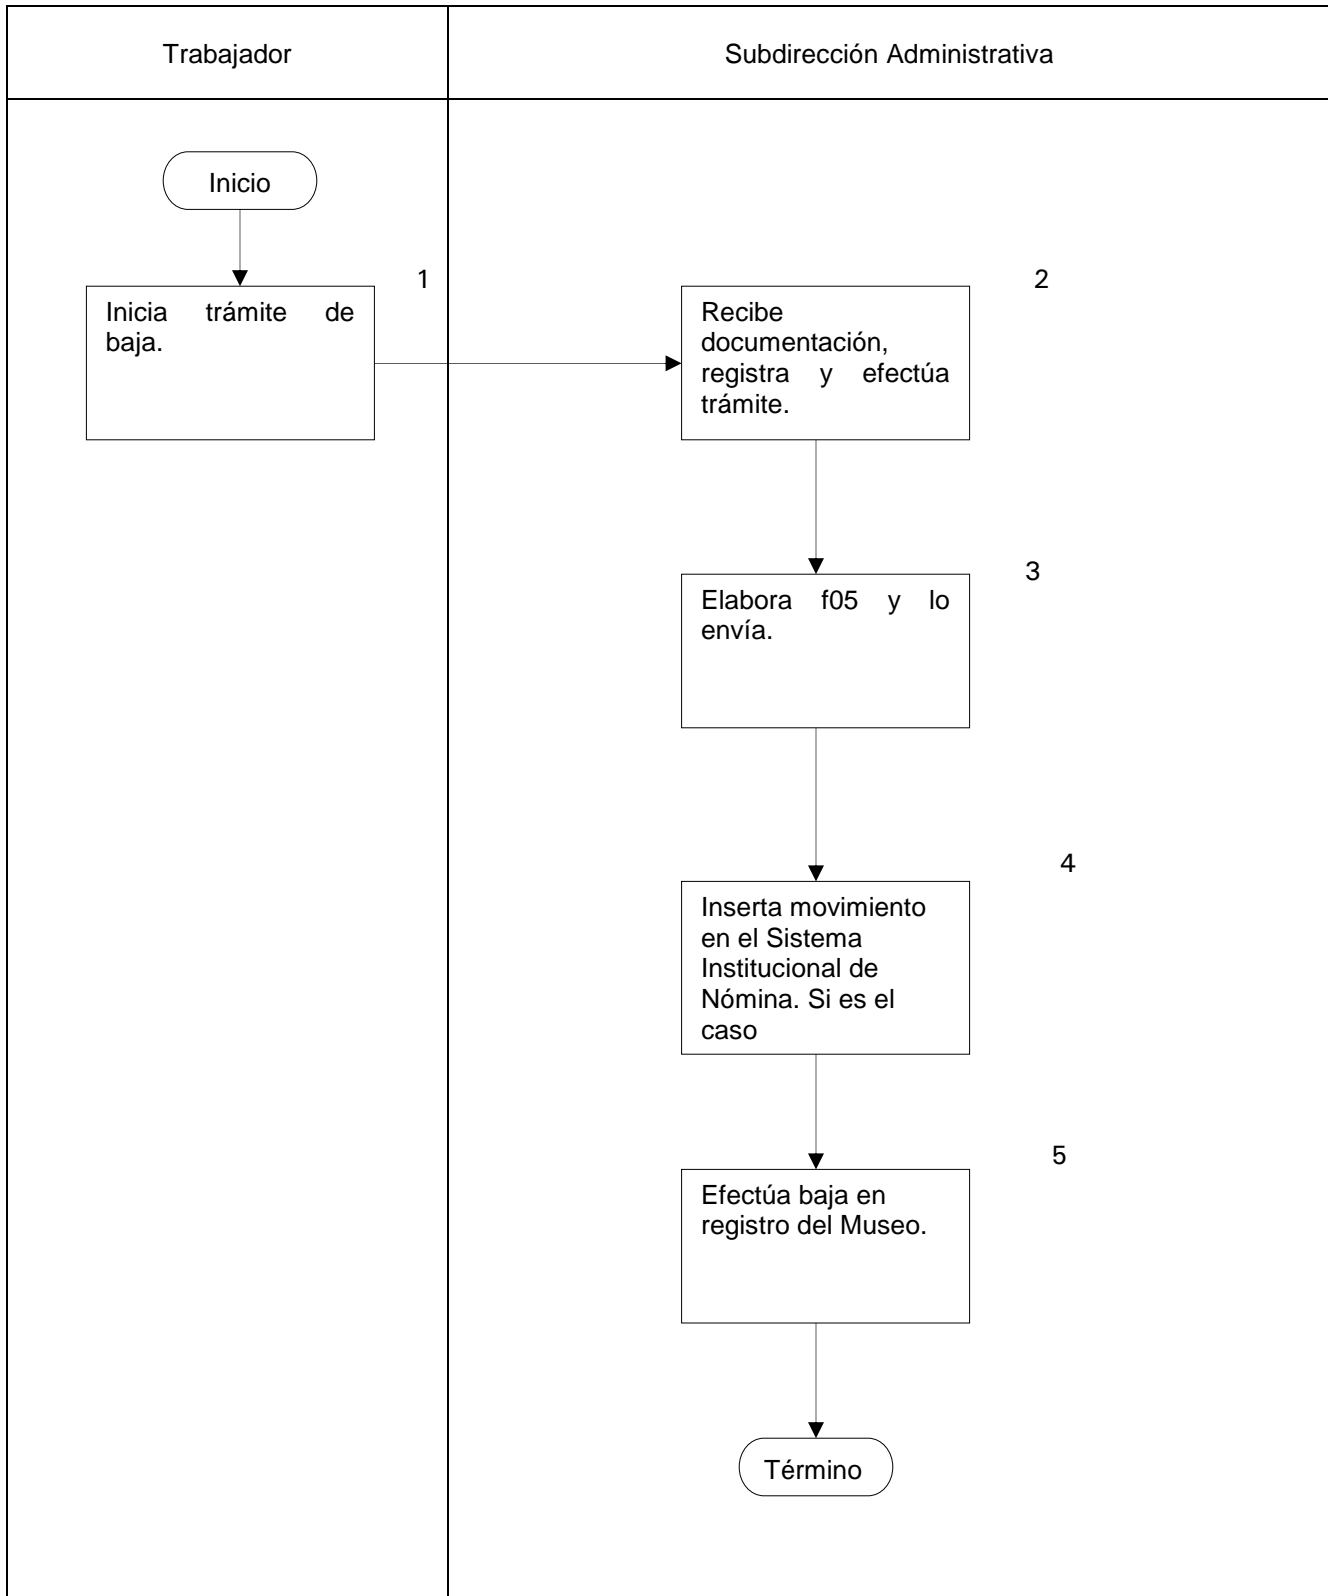 Trabajador
Subdirección Administrativa
Inicio
1
Inicia trámite de
baja.
2
Recibe
documentación,
registra y efectúa
trámite.
3
Elabora f05 y lo
envía.
4
Inserta movimiento
en el Sistema
Institucional de
Nómina. Si es el
caso
5
Efectúa baja en
registro del Museo.
Término